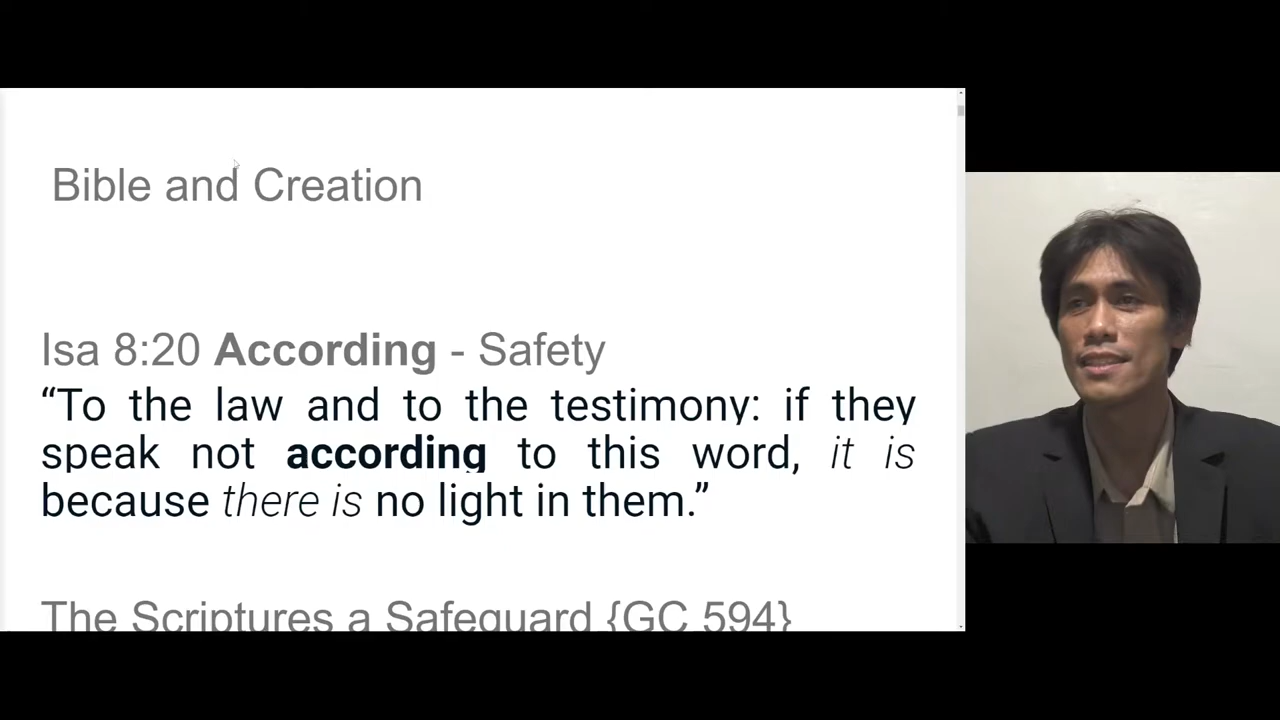 Bible and Creation
Isa 8:20 According - Safety
“To the law and to the testimony: if they
speak not according to this word, it is
because there is no light in them.”
The Scriptures a Safeguard {GC 594}